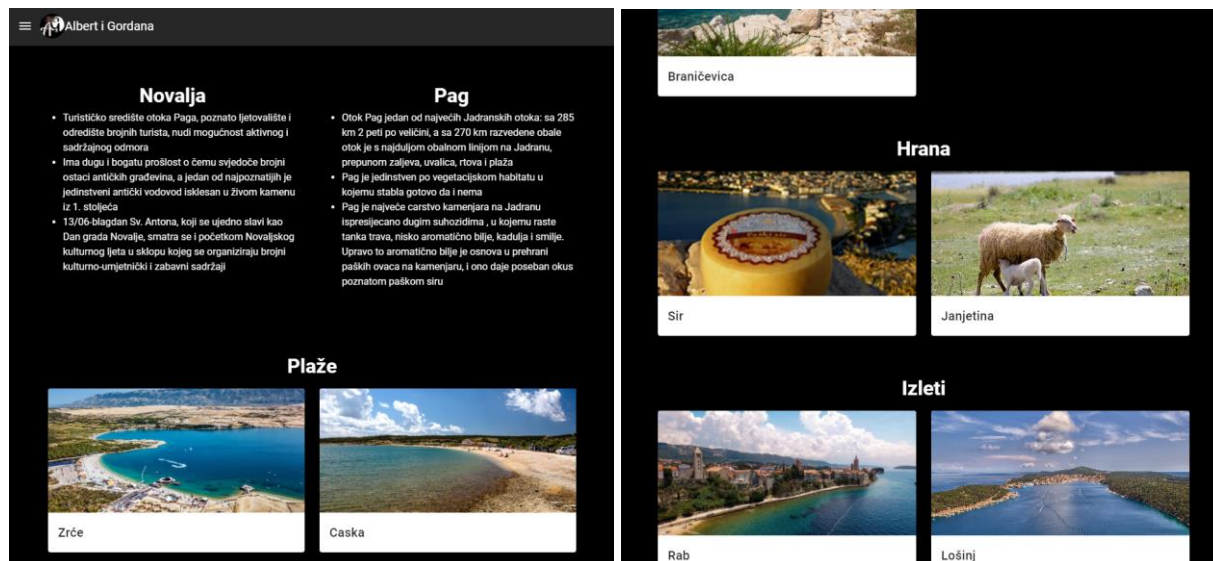 Albert i Gordana
Novalja
Turističko središte otoka Paga, poznato ljetovalište i
odredište brojnih turista, nudi mogućnost aktivnog i
sadržajnog odmora
Ima dugu i bogatu prošlost o čemu svjedoče brojni
ostaci antičkih građevina, a jedan od najpoznatijih je
jedinstveni antički vodovod isklesan u živom kamenu
iz 1. stoljeća
13/06-blagdan Sv. Antona, koji se ujedno slavi kao
Dan grada Novalje, smatra se i početkom Novaljskog
kulturnog ljeta u sklopu kojeg se organiziraju brojni
kulturno-umjetnički i zabavni sadržaji
Pag
Otok Pag jedan od najvećih Jadranskih otoka: sa 285
km 2 peti po veličini, a sa 270 km razvedene obale
otok je s najduljom obalnom linijom na Jadranu,
prepunom zaljeva, uvalica, rtova i plaža
Pag je jedinstven po vegetacijskom habitatu u
kojemu stabla gotovo da i nema
Pag je najveće carstvo kamenjara na Jadranu
ispresijecano dugim suhozidima , u kojemu raste
tanka trava, nisko aromatično bilje, kadulja i smilje.
Upravo to aromatično bilje je osnova u prehrani
paških ovaca na kamenjaru, i ono daje poseban okus
poznatom paškom siru
Plaže
Zrće
Caska
Braničevica
Hrana
Sir
Janjetina
Izleti
Rab
Lošinj